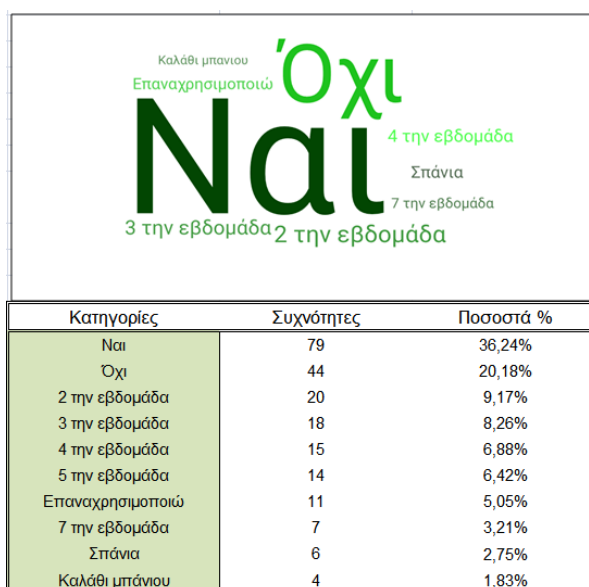 Καλάθι μπανιου
Όχι
Επαναχρησιμοποιώ
Ναι
4 την εβδομάδα
Σπάνια
7 την εβδομάδα
3 την εβδομάδα
2 την εβδομάδα
Κατηγορίες Συχνότητες Ποσοστά %
Ναι 79 36,24%
Όχι 44 20,18%
2 την εβδομάδα 20 9,17%
3 την εβδομάδα 18 8,26%
4 την εβδομάδα 15 6,88%
5 την εβδομάδα 14 6,42%
Επαναχρησιμοποιώ 11 5,05%
7 την εβδομάδα 7 3,21%
Σπάνια 6 2,75%
Καλάθι μπάνιου 4 1,83%